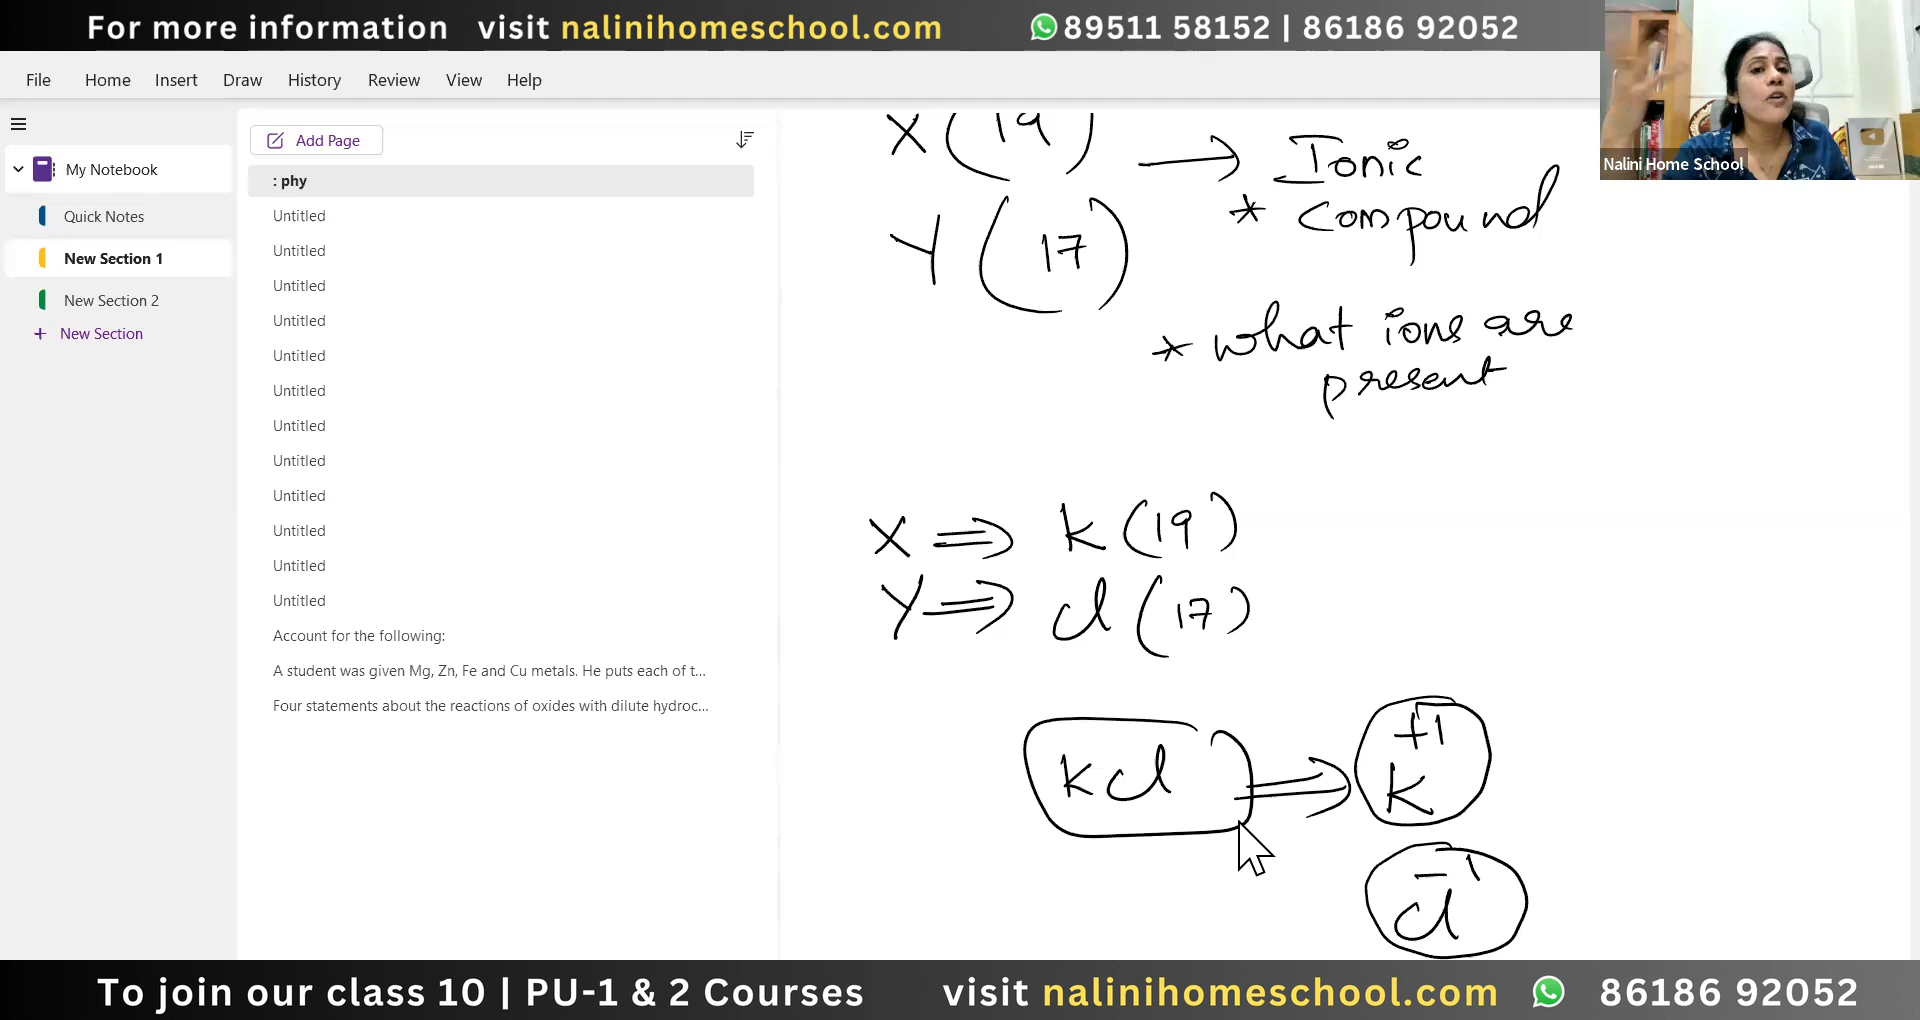 For more information visit nalinihomeschool.com 89511 58152 | 86186 92052
File Home Insert Draw History Review View Help
Nalini Home School
Add Page
My Notebook
Quick Notes
New Section 1
New Section 2
+ New Section
: phy
Untitled
Untitled
Untitled
Untitled
Untitled
Untitled
Untitled
Untitled
Untitled
Untitled
Untitled
Untitled
Account for the following:
A student was given Mg, Zn, Fe and Cu metals. He puts each of t...
Four statements about the reactions of oxides with dilute hydroc...
X (19) → Ionic
* compound
Y (17)
* what ions are
present
X ⇒ K (19)
Y ⇒ Cl (17)
KCl ⇒ K +1
Cl -1
To join our class 10 | PU-1 & 2 Courses visit nalinihomeschool.com 86186 92052